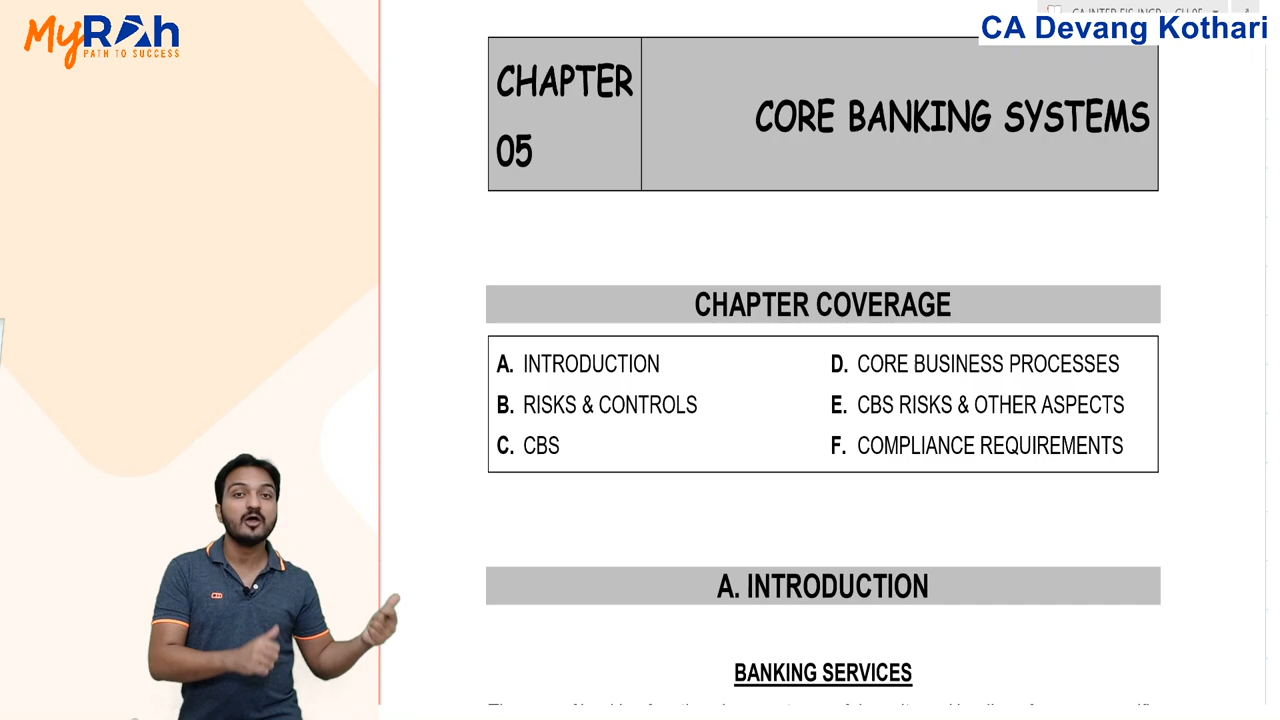 MyRah
PATH TO SUCCESS
CA Devang Kothari
CHAPTER
05
CORE BANKING SYSTEMS
CHAPTER COVERAGE
A. INTRODUCTION
B. RISKS & CONTROLS
C. CBS
D. CORE BUSINESS PROCESSES
E. CBS RISKS & OTHER ASPECTS
F. COMPLIANCE REQUIREMENTS
A. INTRODUCTION
BANKING SERVICES